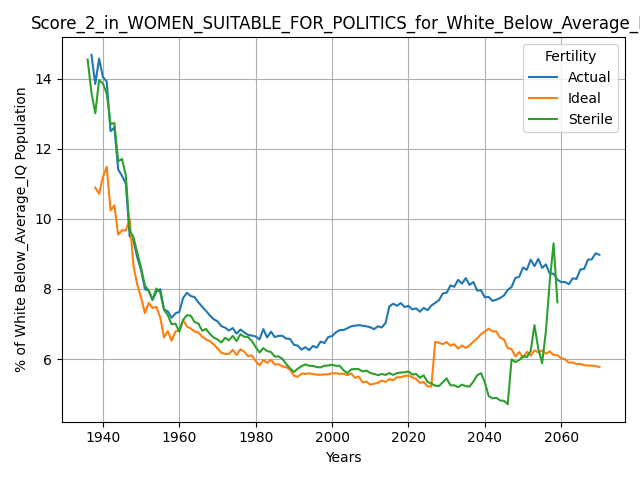 Score_2_in_WOMEN_SUITABLE_FOR_POLITICS_for_White_Below_Average_
% of White Below_Average_IQ Population
14
12
10
8
6
Fertility
Actual
Ideal
Sterile
1940 1960 1980 2000 2020 2040 2060
Years